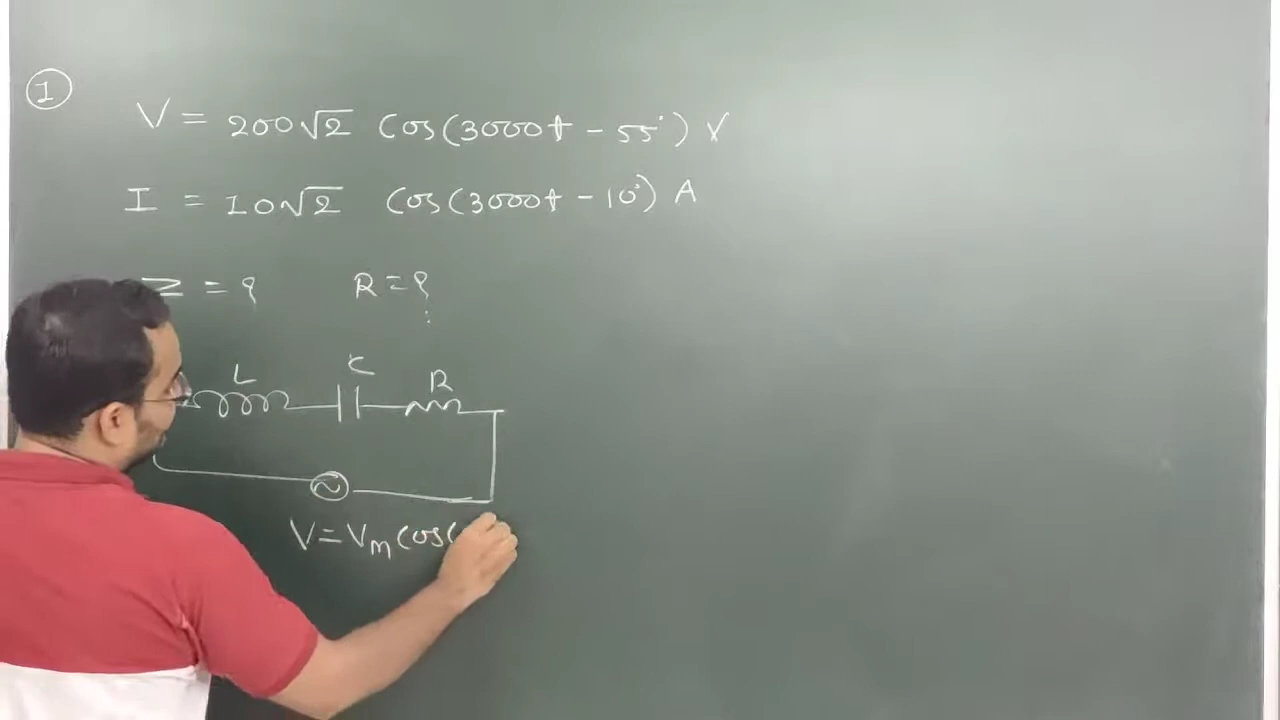 ①
V = 200√2 cos(3000t - 55°) V
I = 10√2 cos(3000t - 10°) A
Z = ? R = ?
L C R
~
V = Vm cos(